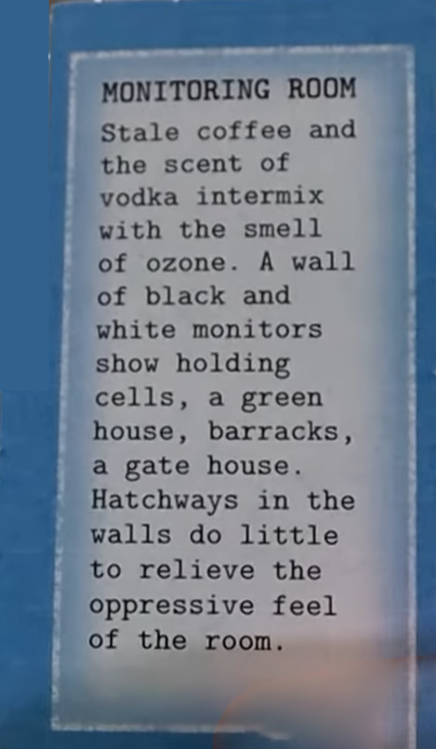 MONITORING ROOM
Stale coffee and
the scent of
vodka intermix
with the smell
of ozone. A wall
of black and
white monitors
show holding
cells, a green
house, barracks,
a gate house.
Hatchways in the
walls do little
to relieve the
oppressive feel
of the room.